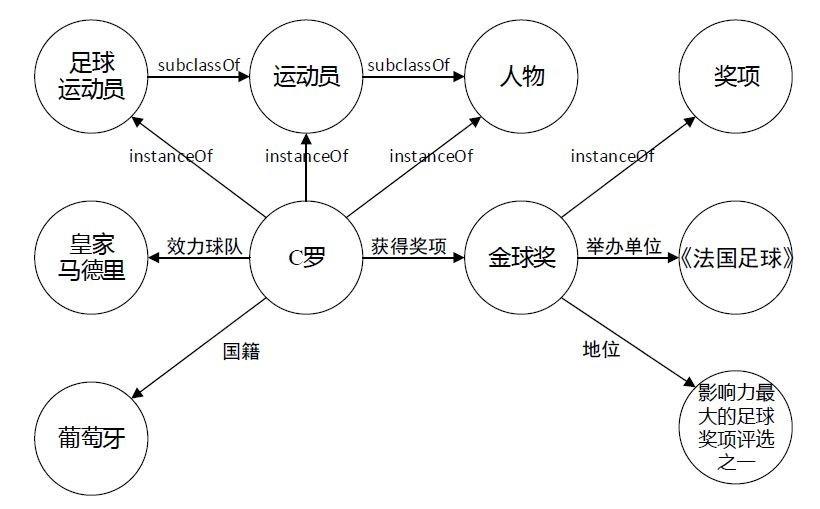 足球
运动员
subclassOf
运动员
subclassOf
人物
奖项
instanceOf
instanceOf
instanceOf
instanceOf
皇家
马德里
效力球队
C罗
获得奖项
金球奖
举办单位
《法国足球》
国籍
地位
葡萄牙
影响力最
大的足球
奖项评选
之一